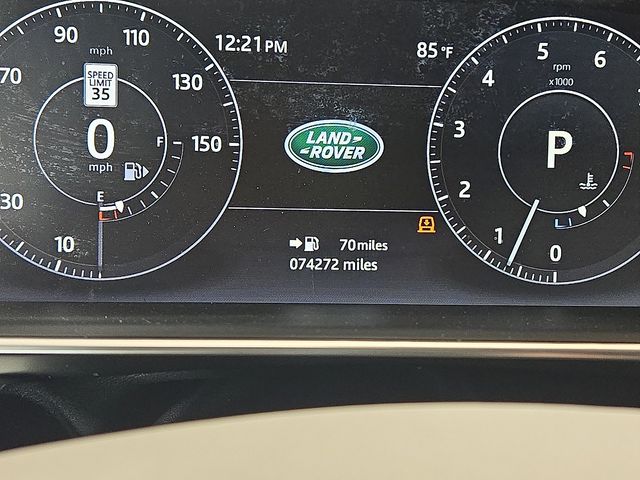 90 mph 110
70
SPEED
LIMIT
35
130
0
mph
F
150
E
30
10
12:21 PM
85 °F
LAND-
-ROVER
70 miles
074272 miles
5
rpm
x1000
6
4
3
P
2
1
0